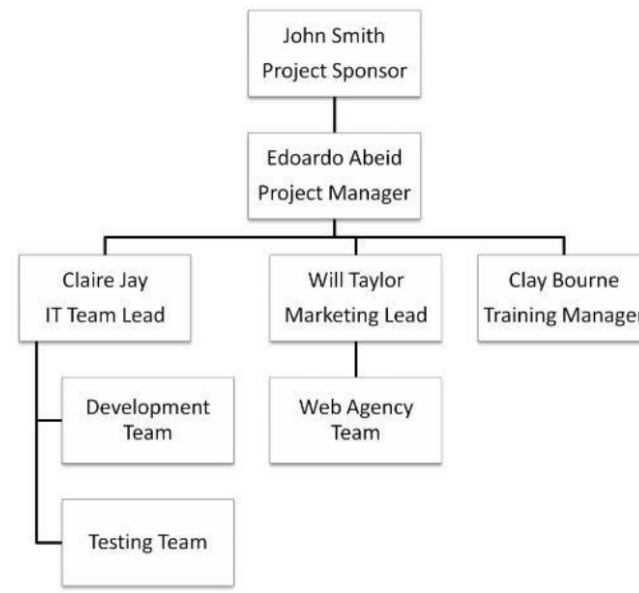 John Smith
Project Sponsor
Edoardo Abeid
Project Manager
Claire Jay
IT Team Lead
Will Taylor
Marketing Lead
Clay Bourne
Training Manager
Development
Team
Web Agency
Team
Testing Team